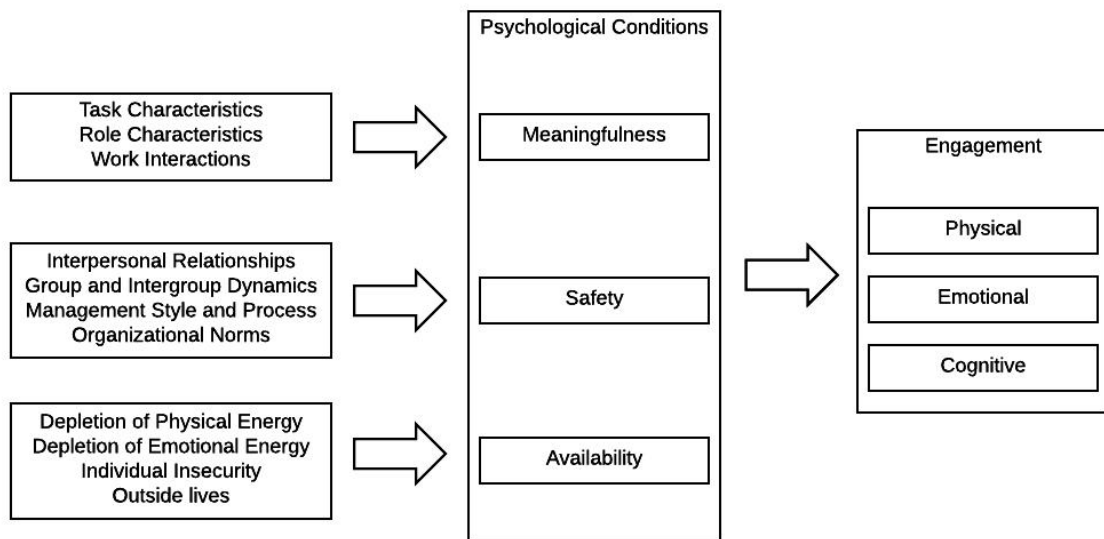 Psychological Conditions
Task Characteristics
Role Characteristics
Work Interactions
Meaningfulness
Engagement
Physical
Interpersonal Relationships
Group and Intergroup Dynamics
Management Style and Process
Organizational Norms
Safety
Emotional
Cognitive
Depletion of Physical Energy
Depletion of Emotional Energy
Individual Insecurity
Outside lives
Availability